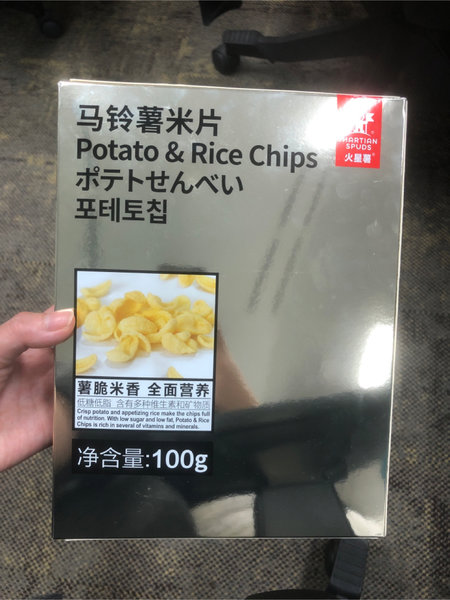 马铃薯米片
Potato & Rice Chips
ポテトせんべい
포테토칩
MARTIAN
SPUDS
火星薯®
薯脆米香 全面营养
低糖低脂 含有多种维生素和矿物质
Crisp potato and appetizing rice make the chips full
of nutrition. With low sugar and low fat, Potato & Rice
Chips is rich in several of vitamins and minerals.
净含量:100g